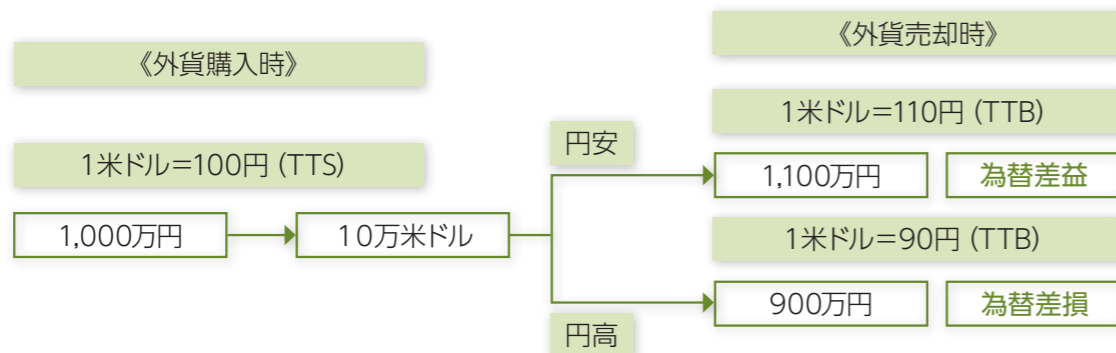 《外貨購入時》
1米ドル＝100円 (TTS)
1,000万円
10万米ドル
円安
円高
《外貨売却時》
1米ドル＝110円 (TTB)
1,100万円
為替差益
1米ドル＝90円 (TTB)
900万円
為替差損